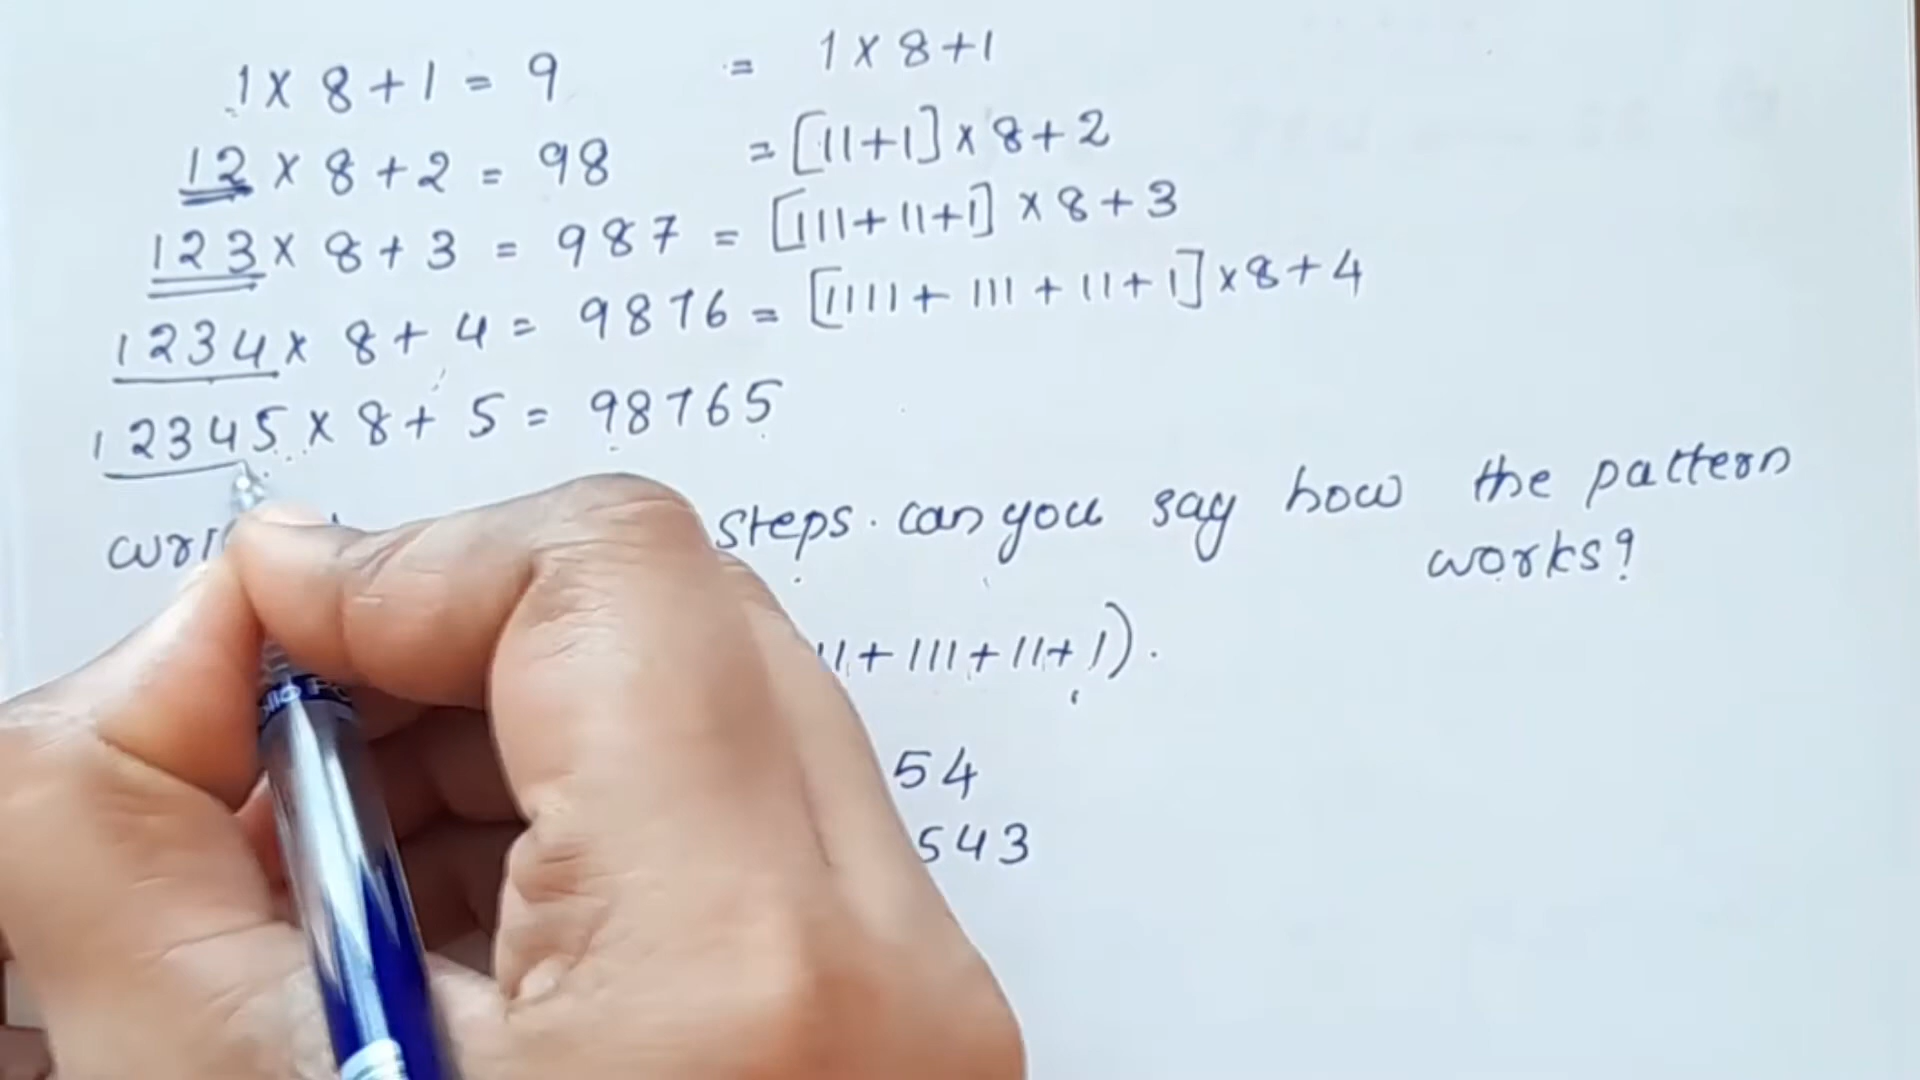 1 × 8 + 1 = 9 = 1 × 8 + 1
12 × 8 + 2 = 98 = [11+1] × 8 + 2
123 × 8 + 3 = 987 = [111+11+1] × 8 + 3
1234 × 8 + 4 = 9876 = [1111 + 111 + 11 + 1] × 8 + 4
12345 × 8 + 5 = 98765
steps. can you say how the pattern
works?
11 + 111 + 11 + 1).
54
543